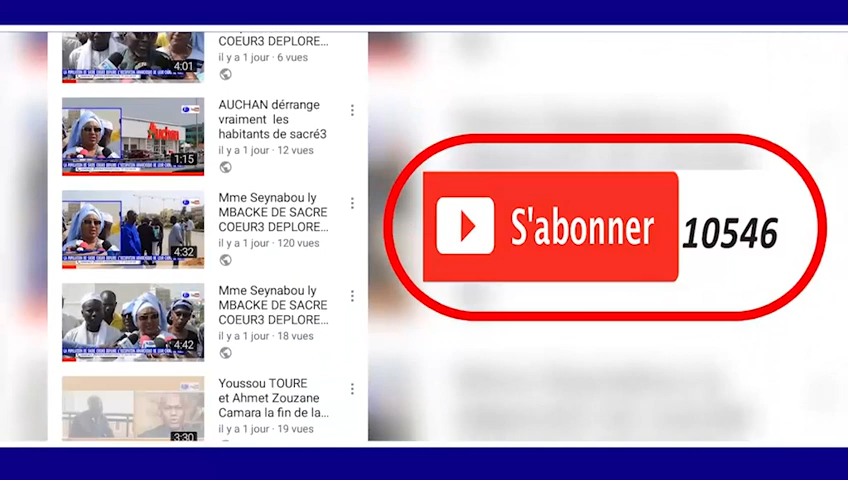 COEUR3 DEPLORE...
il y a 1 jour · 6 vues
4:01
AUCHAN dérrange
vraiment les
habitants de sacré3
il y a 1 jour · 12 vues
Auchan
1:15
Mme Seynabou ly
MBACKE DE SACRE
COEUR3 DEPLORE...
il y a 1 jour · 120 vues
4:32
Mme Seynabou ly
MBACKE DE SACRE
COEUR3 DEPLORE...
il y a 1 jour · 18 vues
4:42
Youssou TOURE
et Ahmet Zouzane
Camara la fin de la...
il y a 1 jour · 19 vues
3:30
S'abonner
10546